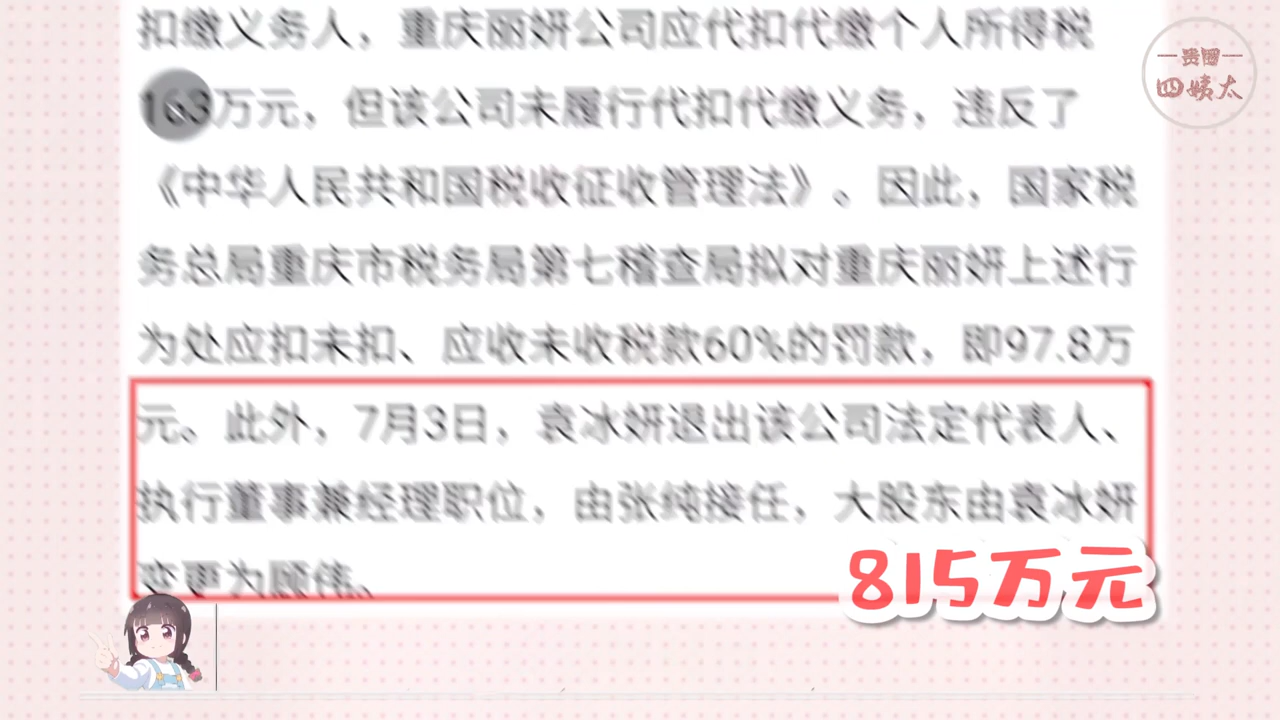 扣缴义务人，重庆丽妍公司应代扣代缴个人所得税
163万元，但该公司未履行代扣代缴义务，违反了
《中华人民共和国税收征收管理法》。因此，国家税
务总局重庆市税务局第七稽查局拟对重庆丽妍上述行
为处应扣未扣、应收未收税款60%的罚款，即97.8万
元。此外，7月3日，袁冰妍退出该公司法定代表人、
执行董事兼经理职位，由张纯接任，大股东由袁冰妍
变更为顾伟。
815万元
贵圈
四姨太